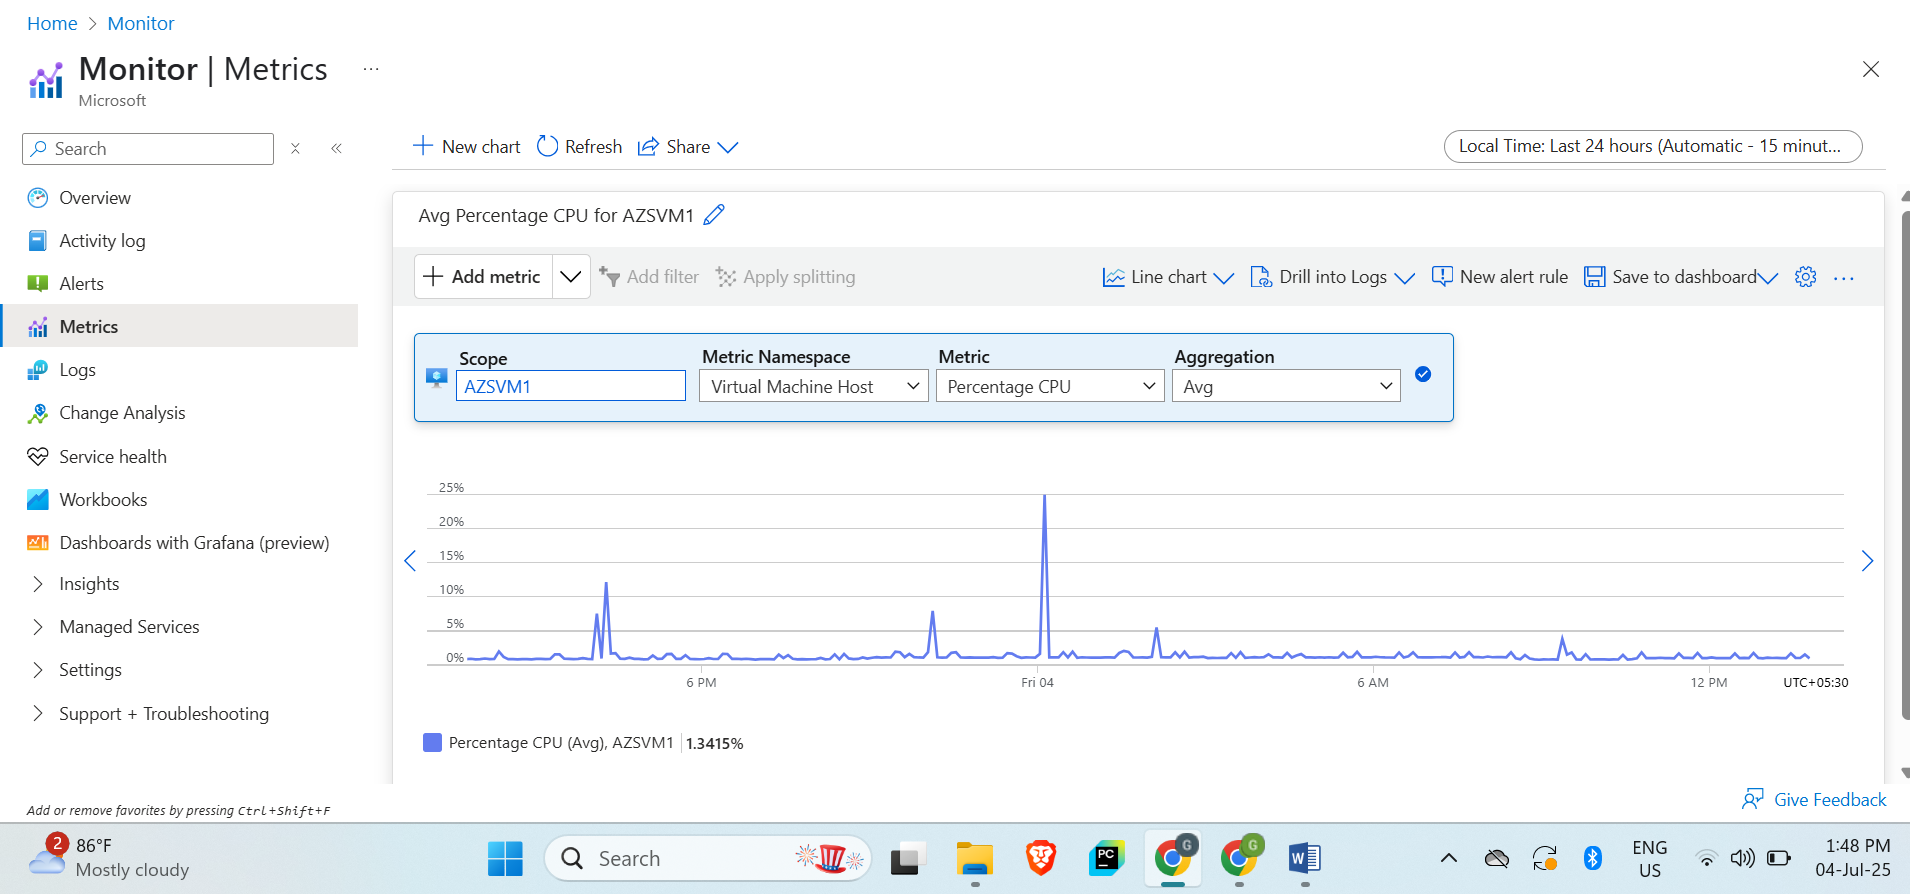 Home > Monitor
Monitor | Metrics ...
Microsoft
Search
Overview
Activity log
Alerts
Metrics
Logs
Change Analysis
Service health
Workbooks
Dashboards with Grafana (preview)
Insights
Managed Services
Settings
Support + Troubleshooting
Add or remove favorites by pressing Ctrl+Shift+F
New chart Refresh Share
Local Time: Last 24 hours (Automatic - 15 minut...
Avg Percentage CPU for AZSVM1
Add metric Add filter Apply splitting Line chart Drill into Logs New alert rule Save to dashboard ...
Scope Metric Namespace Metric Aggregation
AZSVM1 Virtual Machine Host Percentage CPU Avg
25%
20%
15%
10%
5%
0%
6 PM Fri 04 6 AM 12 PM UTC+05:30
Percentage CPU (Avg), AZSVM1 | 1.3415%
Give Feedback
2
86°F
Mostly cloudy
Search
PC
G
G
W
ENG
US
1:48 PM
04-Jul-25